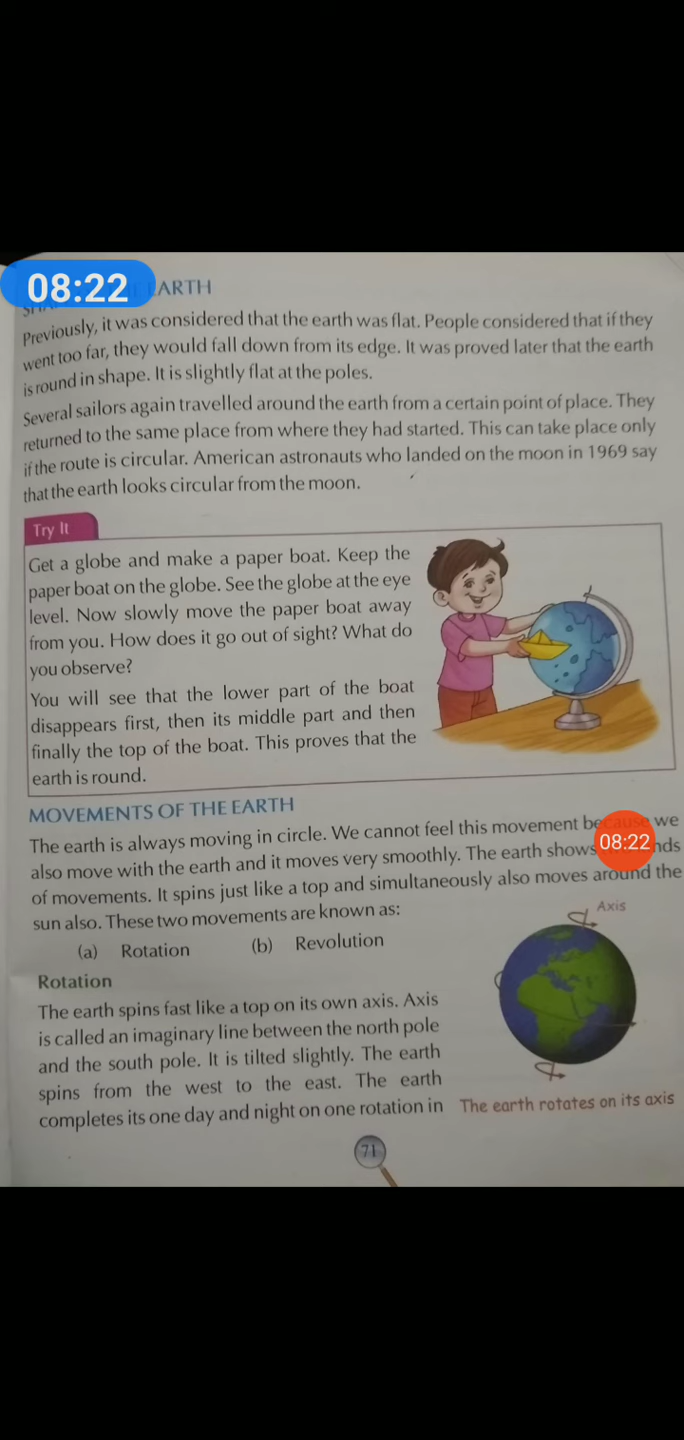 08:22
EARTH
Previously, it was considered that the earth was flat. People considered that if they
went too far, they would fall down from its edge. It was proved later that the earth
is round in shape. It is slightly flat at the poles.
Several sailors again travelled around the earth from a certain point of place. They
returned to the same place from where they had started. This can take place only
if the route is circular. American astronauts who landed on the moon in 1969 say
that the earth looks circular from the moon.
Try It
Get a globe and make a paper boat. Keep the
paper boat on the globe. See the globe at the eye
level. Now slowly move the paper boat away
from you. How does it go out of sight? What do
you observe?
You will see that the lower part of the boat
disappears first, then its middle part and then
finally the top of the boat. This proves that the
earth is round.
MOVEMENTS OF THE EARTH
The earth is always moving in circle. We cannot feel this movement because we
also move with the earth and it moves very smoothly. The earth shows
08:22
of movements. It spins just like a top and simultaneously also moves around the
sun also. These two movements are known as:
(a) Rotation (b) Revolution
Axis
Rotation
The earth spins fast like a top on its own axis. Axis
is called an imaginary line between the north pole
and the south pole. It is tilted slightly. The earth
spins from the west to the east. The earth
completes its one day and night on one rotation in
The earth rotates on its axis
71